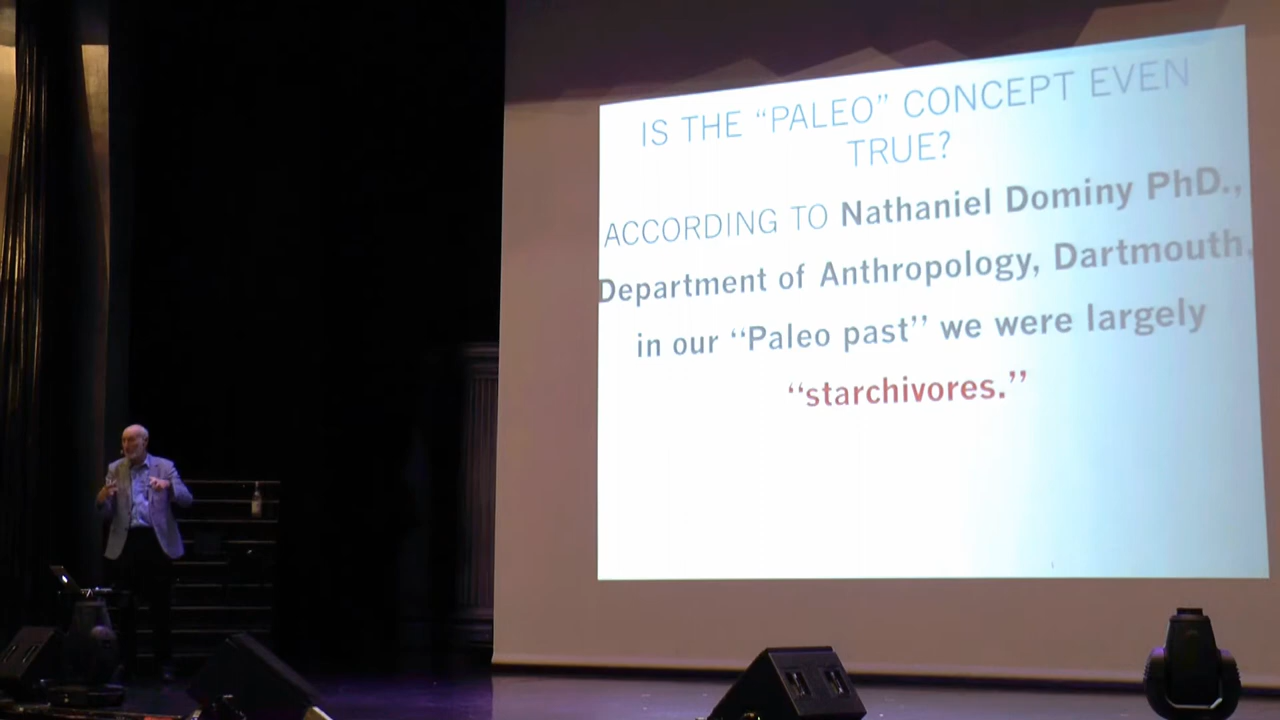 IS THE “PALEO” CONCEPT EVEN
TRUE?
ACCORDING TO Nathaniel Dominy PhD.,
Department of Anthropology, Dartmouth,
in our “Paleo past” we were largely
“starchivores.”